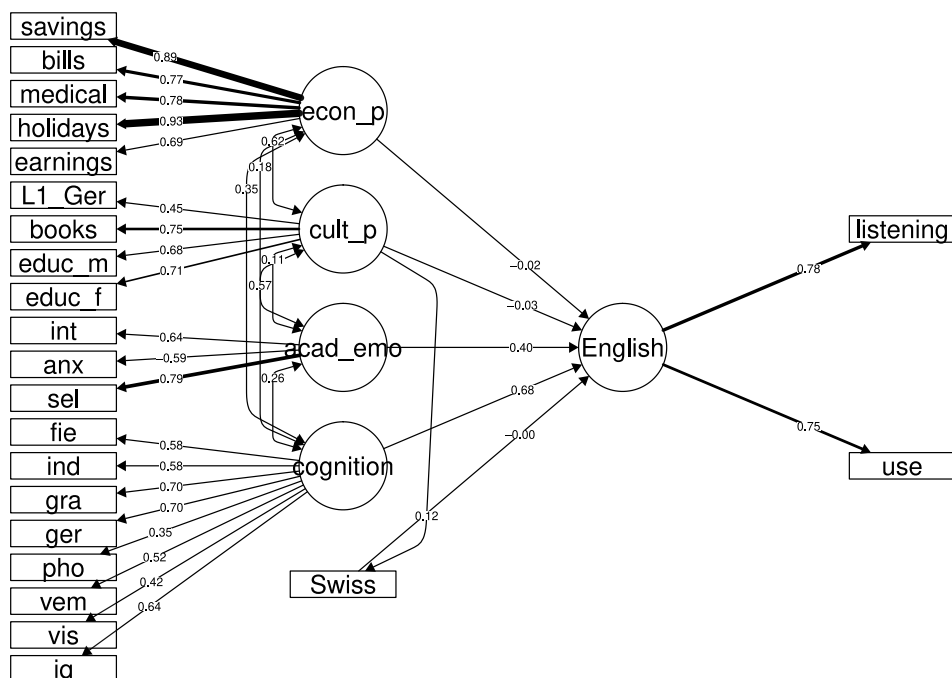 savings
bills
medical
holidays
earnings
L1_Ger
books
educ_m
educ_f
int
anx
sel
fie
ind
gra
ger
pho
vem
vis
iq
0.89
0.77
0.78
0.93
0.69
0.45
0.75
0.68
0.71
0.64
−0.59
0.79
0.58
0.58
0.70
0.70
0.35
0.52
0.42
0.64
econ_p
cult_p
acad_emo
cognition
0.62
0.18
0.35
0.11
0.57
0.26
Swiss
0.12
−0.02
−0.03
0.40
0.68
−0.00
English
0.78
0.75
listening
use